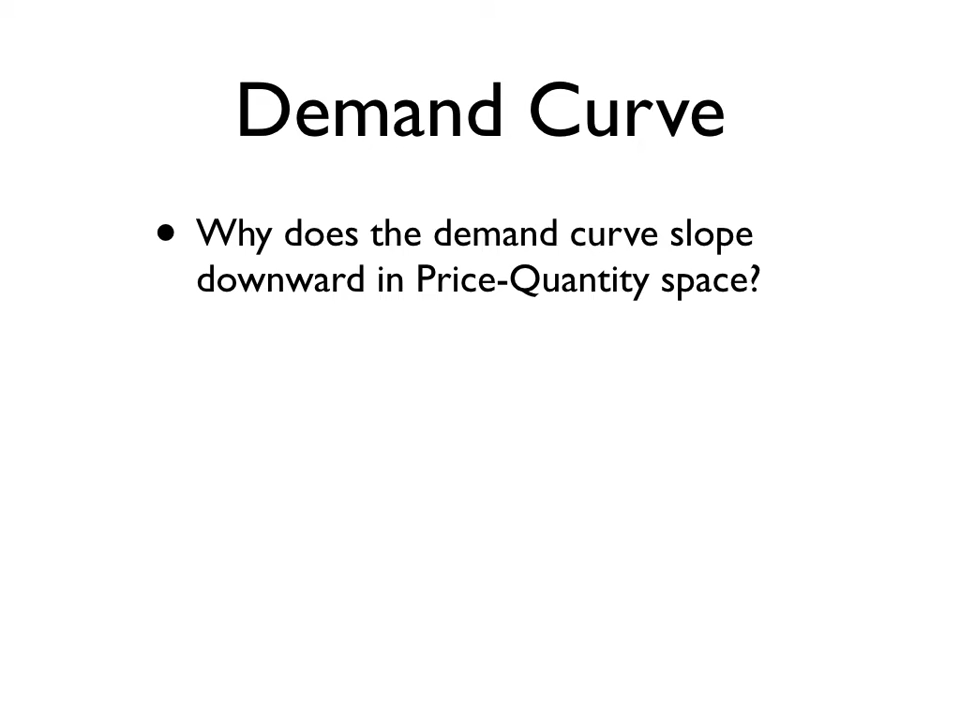 Demand Curve
• Why does the demand curve slope
downward in Price-Quantity space?